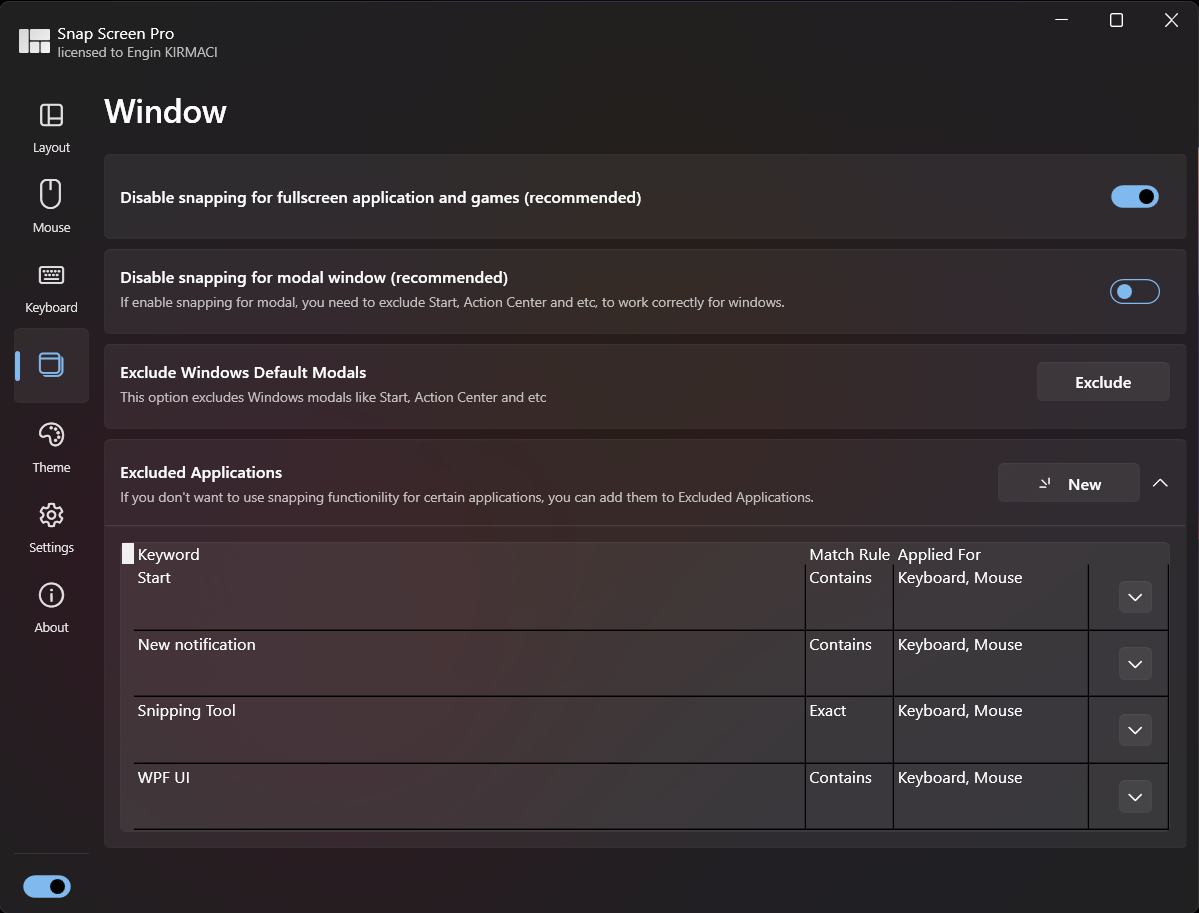 Snap Screen Pro
licensed to Engin KIRMACI
Layout
Mouse
Keyboard
Theme
Settings
About
Window
Disable snapping for fullscreen application and games (recommended)
Disable snapping for modal window (recommended)
If enable snapping for modal, you need to exclude Start, Action Center and etc, to work correctly for windows.
Exclude Windows Default Modals
This option excludes Windows modals like Start, Action Center and etc
Exclude
Excluded Applications
If you don't want to use snapping functionility for certain applications, you can add them to Excluded Applications.
New
Keyword Match Rule Applied For
Start Contains Keyboard, Mouse
New notification Contains Keyboard, Mouse
Snipping Tool Exact Keyboard, Mouse
WPF UI Contains Keyboard, Mouse